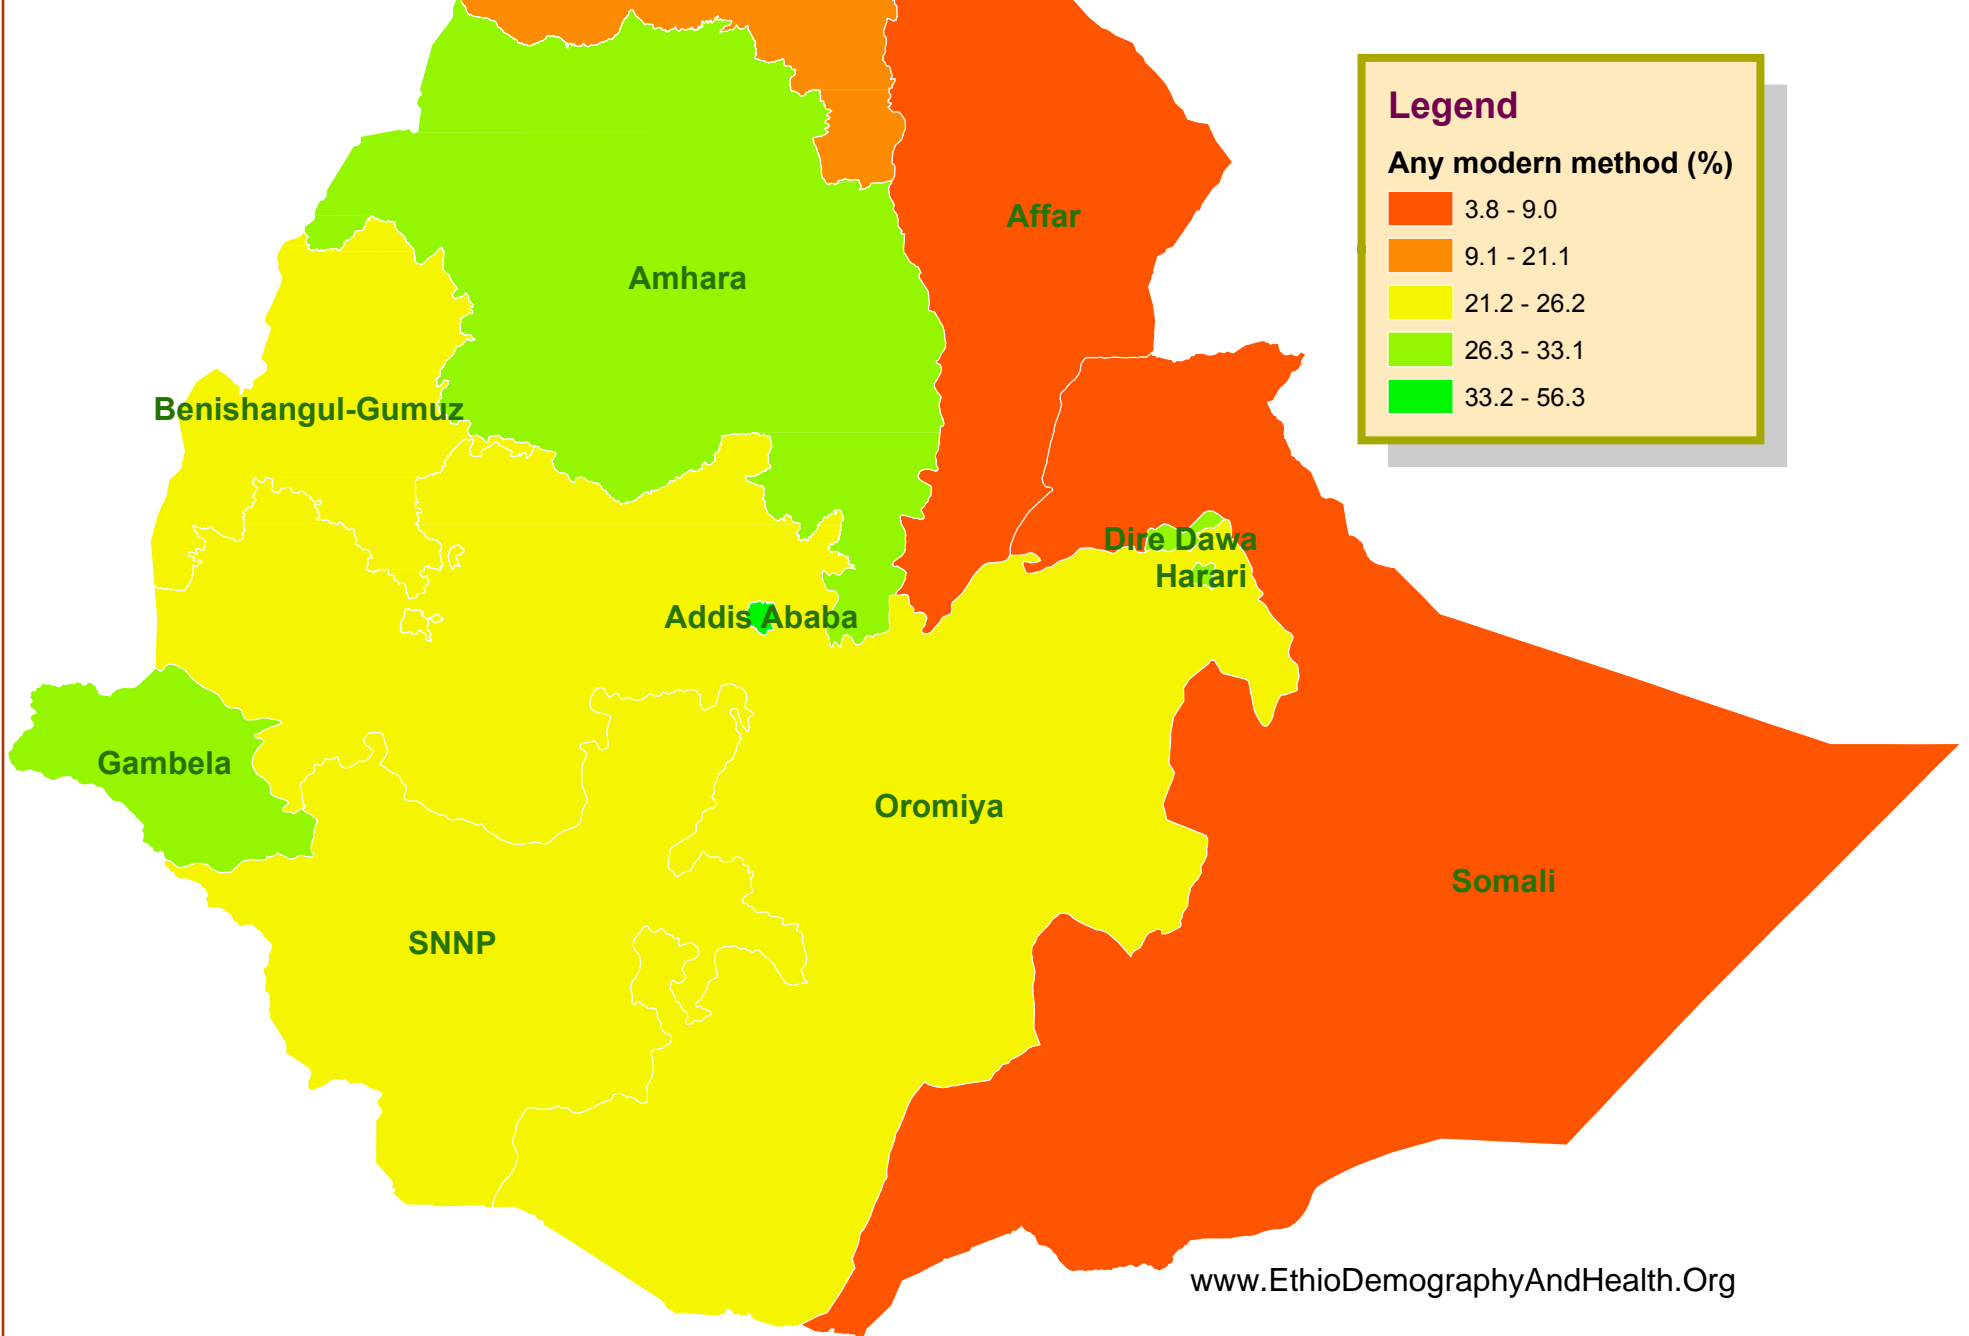 Legend
Any modern method (%)
3.8 - 9.0
9.1 - 21.1
21.2 - 26.2
26.3 - 33.1
33.2 - 56.3
Affar
Amhara
Benishangul-Gumuz
Dire Dawa
Harari
Addis Ababa
Gambela
Oromiya
Somali
SNNP
www.EthioDemographyAndHealth.Org